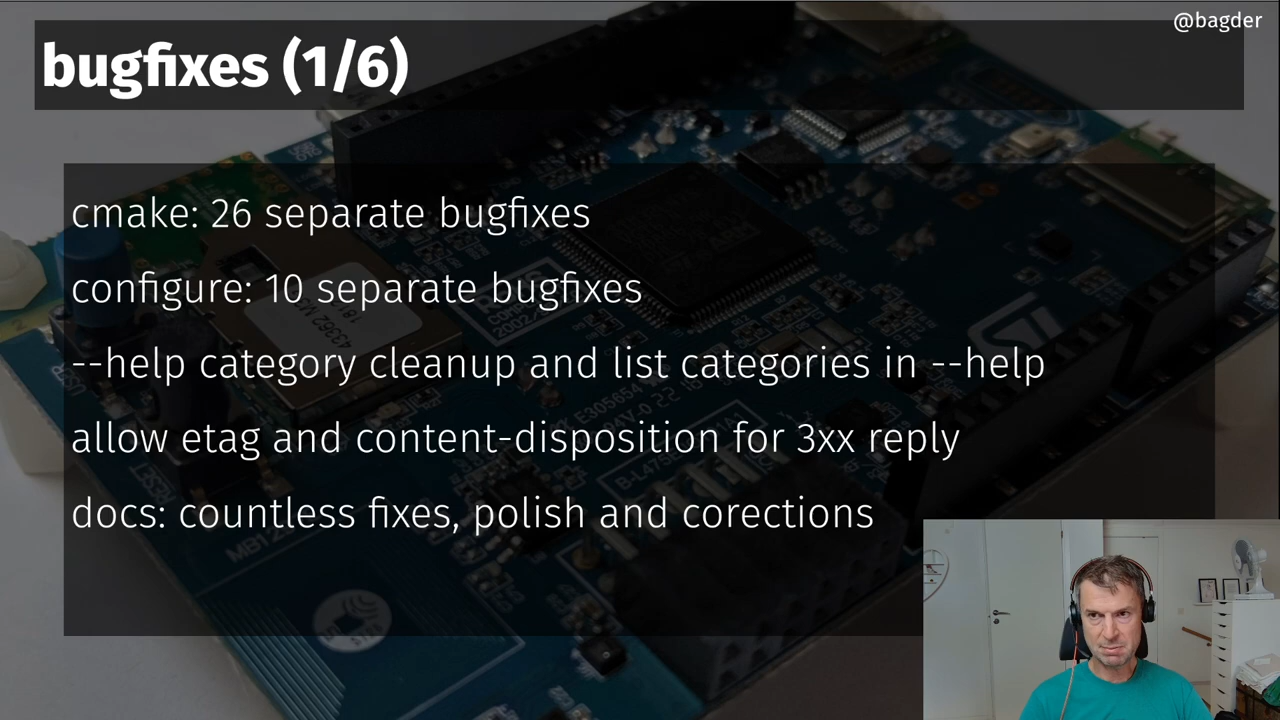 @bagder
bugfixes (1/6)
cmake: 26 separate bugfixes
configure: 10 separate bugfixes
--help category cleanup and list categories in --help
allow etag and content-disposition for 3xx reply
docs: countless fixes, polish and corections